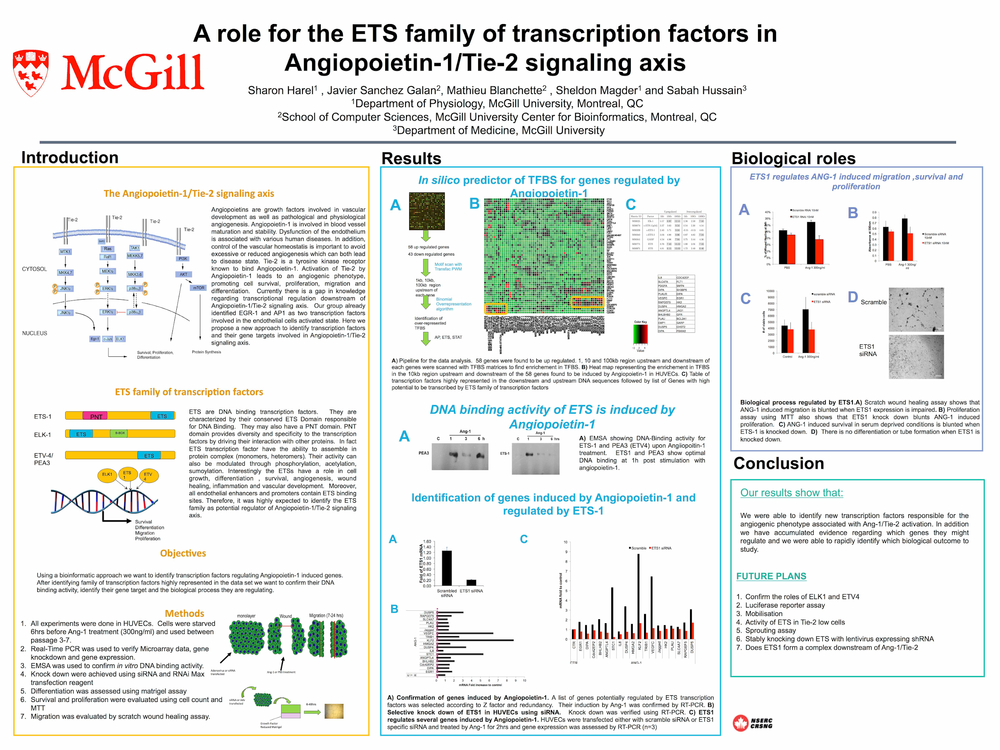 A role for the ETS family of transcription factors in
Angiopoietin-1/Tie-2 signaling axis
McGill
Sharon Harel1 , Javier Sanchez Galan2, Mathieu Blanchette2 , Sheldon Magder1 and Sabah Hussain3
1Department of Physiology, McGill University, Montreal, QC
2School of Computer Sciences, McGill University Center for Bioinformatics, Montreal, QC
3Department of Medicine, McGill University
Introduction
The Angiopoietin-1/Tie-2 signaling axis
Tie-2
Tie-2
Tie-2
Tie-2
SHP2
MTK1
Ras
TAK1
Raf1
MEKK5,7
PI3K
CYTOSOL
MKK4,7
MEK½
MKK3,6
AKT
P
P
JNK½
P
P
ERK½
p38α,β
P
P
mTOR
JNK½
ERK½
p38α,β
NUCLEUS
Egr-1
c-Jun
ELK1
Survival, Proliferation,
Differentiation
Protein Synthesis
Angiopoietins are growth factors involved in vascular
development as well as pathological and physiological
angiogenesis. Angiopoietin-1 is involved in blood vessel
maturation and stability. Dysfunction of the endothelium
is associated with various human diseases. In addition,
control of the vascular homeostatis is important to avoid
excessive or reduced angiogenesis which can both lead
to disease state. Tie-2 is a tyrosine kinase receptor
known to bind Angiopoietin-1. Activation of Tie-2 by
Angiopoietin-1 leads to an angiogenic phenotype,
promoting cell survival, proliferation, migration and
differentiation. Currently there is a gap in knowledge
regarding transcriptional regulation downstream of
Angiopoietin-1/Tie-2 signaling axis. Our group already
identified EGR-1 and AP1 as two transcription factors
involved in the endothelial cells activated state. Here we
propose a new approach to identify transcription factors
and their gene targets involved in Angiopoietin-1/Tie-2
signaling axis.
ETS family of transcription factors
ETS-1
PNT
ETS
ELK-1
ETS
B-BOX
ETV-4/
PEA3
ETS
ELK1
ETS
1
ETV
4
Survival
Differentiation
Migration
Proliferation
ETS are DNA binding transcription factors. They are
characterized by their conserved ETS Domain responsible
for DNA Binding. They may also have a PNT domain. PNT
domain provides diversity and specificity to the transcription
factors by driving their interaction with other proteins. In fact
ETS transcription factor have the ability to assemble in
protein complex (monomers, heteromers). Their activity can
also be modulated through phosphorylation, acetylation,
sumoylation. Interestingly the ETSs have a role in cell
growth, differentiation , survival, angiogenesis, wound
healing, inflammation and vascular development. Moreover,
all endothelial enhancers and promoters contain ETS binding
sites. Therefore, it was highly expected to identify the ETS
family as potential regulator of Angiopoietin-1/Tie-2 signaling
axis.
Objectives
Using a bioinformatic approach we want to identify transcription factors regulating Angiopoietin-1 induced genes.
After identifying family of transcription factors highly represented in the data set we want to confirm their DNA
binding activity, identify their gene target and the biological process they are regulating.
Methods
1. All experiments were done in HUVECs. Cells were starved
6hrs before Ang-1 treatment (300ng/ml) and used between
passage 3-7.
2. Real-Time PCR was used to verify Microarray data, gene
knockdown and gene expression.
3. EMSA was used to confirm in vitro DNA binding activity.
4. Knock down were achieved using siRNA and RNAi Max
transfection reagent
5. Differentiation was assessed using matrigel assay
6. Survival and proliferation were evaluated using cell count and
MTT
7. Migration was evaluated by scratch wound healing assay.
monolayer
Wound
Migration (7-24 hrs)
Adenovirus or siRNA
transfected
Ang-1 or PBS treatment
siRNA or Adv
transfected
6-48hrs
Growth Factor
Reduced Matrigel
Results
In silico predictor of TFBS for genes regulated by
Angiopoietin-1
A
58 up regulated genes
43 down regulated genes
Motif scan with
Transfac PWM
1kb, 10kb,
100kb region
upstream of
each gene
Binomial
Overrepresentation
algorithm
Identification of
over-represented
TFBS
AP, ETS, STAT
B
C
Upregulated Downregulated
Matrix ID Factor 1kb 10kb 100kb 1kb 10Kb 100Kb
IL8 CDC42EP
SLC47A FLT1
PDGFA SMTN
DIPA SH3BP5
PLAUR DIPA
VEGFC EGR1
RAPGEF5 HK2
DUSP4 HMGA2
ANGPTL4 JAG1
BHLHB2 GFR
PLAU BCL2A1
EMP1 GARP
DUSP5 CHST2
DIPA FBXW2
Color Key
-2 2 6
Value
A) Pipeline for the data analysis. 58 genes were found to be up regulated. 1, 10 and 100kb region upstream and downstream of
each genes were scanned with TFBS matrices to find enrichement in TFBS. B) Heat map representing the enrichement in TFBS
in the 10kb region upstream and downstream of the 58 genes found to be induced by Angiopoietin-1 in HUVECs. C) Table of
transcription factors highly represented in the downstream and upstream DNA sequences followed by list of Genes with high
potential to be transcribed by ETS family of transcription factors
DNA binding activity of ETS is induced by
Angiopoietin-1
A
Ang-1
C 1 3 6 h
PEA3
Ang-1
C 1 3 6 hrs
ETS-1
A) EMSA showing DNA-Binding activity for
ETS-1 and PEA3 (ETV4) upon Angiiopoitin-1
treatment. ETS1 and PEA3 show optimal
DNA binding at 1h post stimulation with
angiopoietin-1.
Identification of genes induced by Angiopoietin-1 and
regulated by ETS-1
A
Fold of ETS1 mRNA
1.60
1.40
1.20
1.00
0.80
0.60
0.40
0.20
0.00
Scrambled
siRNA
ETS1 siRNA
B
ANG-1
DUSP5
RAPGEF5
SLC4A7
PLAU
HK2
Jagged
VEGFC
TRIB1
KLF2
HMGA2
DUSP4
IL8
STC1
ANGPTL4
BHLHB2
Cdc42EP2
DIPA
EGR1
CTR
0 1 2 3 4 5 6 7 8 9 10
mRNA Fold increase to control
C
mRNA fold to control
Scramble ETS1 siRNA
10
9
8
7
6
5
4
3
2
1
0
CTR EGR1 DIPA Cdc42EP2 BHLHB2 ANGPTL4 STC1 IL8 DUSP4 HMGA2 KLF2 TRIB1 VEGFC Jagged HK2 PLAU SLC4A7 RAPGEF5 DUSP5
CTR ANG-1
A) Confirmation of genes induced by Angiopoietin-1. A list of genes potentially regulated by ETS transcription
factors was selected according to Z factor and redundancy. Their induction by Ang-1 was confirmed by RT-PCR. B)
Selective knock down of ETS1 in HUVECs using siRNA. Knock down was verified using RT-PCR. C) ETS1
regulates several genes induced by Angiopoietin-1. HUVECs were transfected either with scramble siRNA or ETS1
specific siRNA and treated by Ang-1 for 2hrs and gene expression was assessed by RT-PCR (n=3)
Biological roles
ETS1 regulates ANG-1 induced migration ,survival and
proliferation
A
% of Wound Healing at 24h
Scramble RNAi 10nM
ETS1 RNAi 10nM
40%
35%
5%
0%
PBS Ang-1 300ng/ml
B
Absorbance at 500nm
0.9
0.8
0.7
0.6
0.5
0.4
0.3
0.2
0.1
0
PBS Ang-1 300ng/
ml
Scramble siRNA
10nM
ETS1 siRNA 10nM
C
# of viable cells
scramble siRNA
ETS1 siRNA
10000
9000
8000
7000
6000
5000
4000
3000
2000
1000
0
Control Ang-1 300ng/ml
D
Scramble
ETS1
siRNA
Biological process regulated by ETS1.A) Scratch wound healing assay shows that
ANG-1 induced migration is blunted when ETS1 expression is impaired. B) Proliferation
assay using MTT also shows that ETS1 knock down blunts ANG-1 induced
proliferation. C) ANG-1 induced survival in serum deprived conditions is blunted when
ETS-1 is knocked down. D) There is no differentiation or tube formation when ETS1 is
knocked down.
Conclusion
Our results show that:
We were able to identify new transcription factors responsible for the
angiogenic phenotype associated with Ang-1/Tie-2 activation. In addition
we have accumulated evidence regarding which genes they might
regulate and we were able to rapidly identify which biological outcome to
study.
FUTURE PLANS
1. Confirm the roles of ELK1 and ETV4
2. Luciferase reporter assay
3. Mobilisation
4. Activity of ETS in Tie-2 low cells
5. Sprouting assay
6. Stably knocking down ETS with lentivirus expressing shRNA
7. Does ETS1 form a complex downstream of Ang-1/Tie-2
NSERC
CRSNG